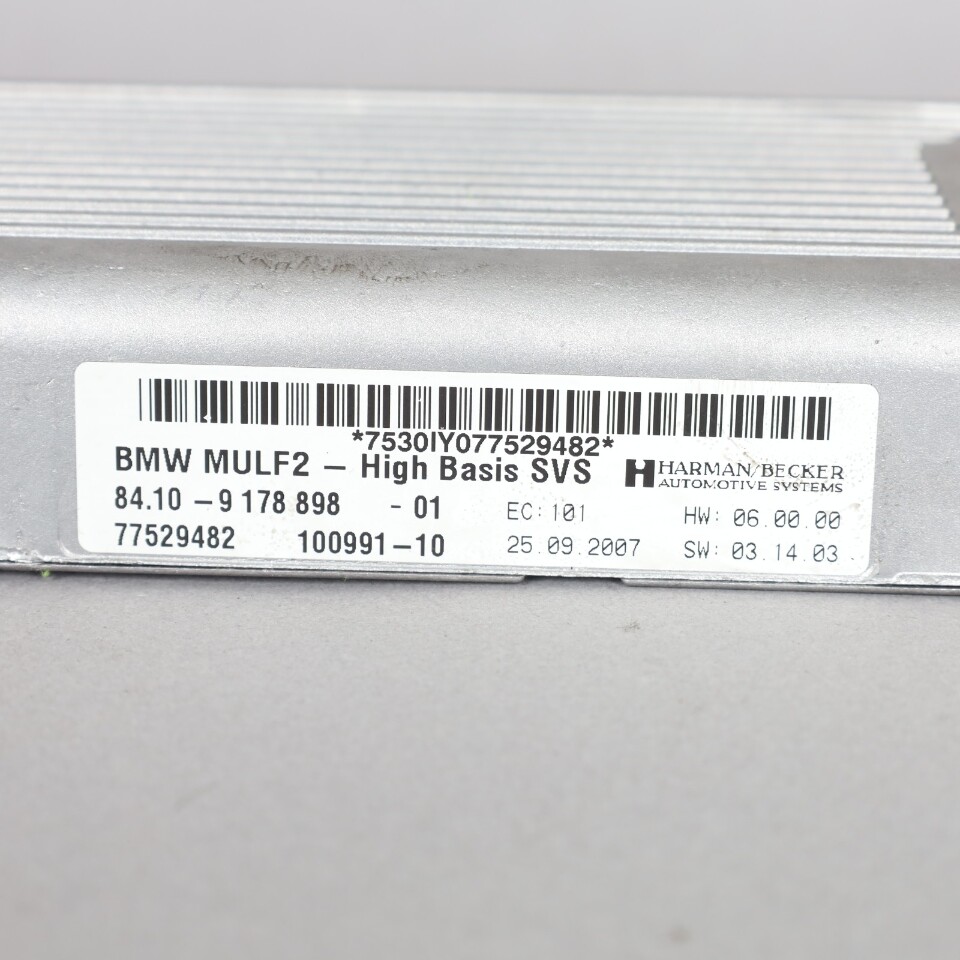 *7530IY077529482*
BMW MULF2 – High Basis SVS
HARMAN/BECKER
AUTOMOTIVE SYSTEMS
84.10 – 9 178 898 - 01
EC: 101
HW: 06.00.00
77529482 100991–10
25.09.2007
SW: 03.14.03